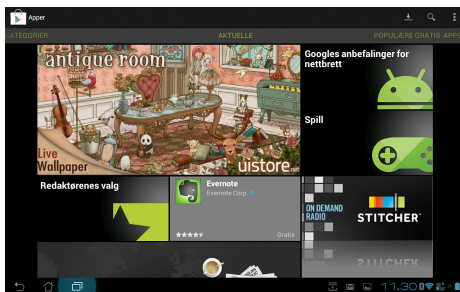 Apper
KATEGORIER
AKTUELLE
POPULÆRE GRATIS-APP
antique room
Live
Wallpaper
uistore.net
Googles anbefalinger for
nettbrett
Spill
Redaktørenes valg
Evernote
Evernote Corp.
Gratis
ON DEMAND
RADIO
STITCHER
11.30